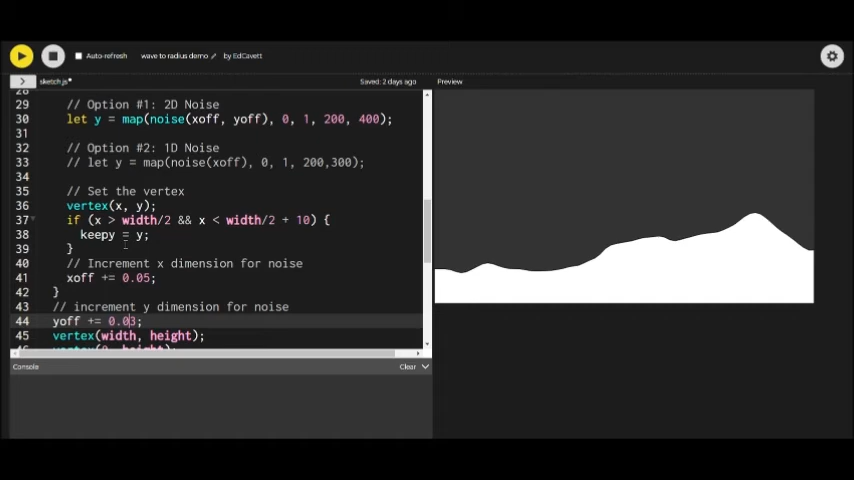 Auto-refresh wave to radius demo by EdCavett
> sketch.js* Saved: 2 days ago Preview
28
29 // Option #1: 2D Noise
30 let y = map(noise(xoff, yoff), 0, 1, 200, 400);
31
32 // Option #2: 1D Noise
33 // let y = map(noise(xoff), 0, 1, 200,300);
34
35 // Set the vertex
36 vertex(x, y);
37 if (x > width/2 && x < width/2 + 10) {
38 keepy = y;
39 }
40 // Increment x dimension for noise
41 xoff += 0.05;
42 }
43 // increment y dimension for noise
44 yoff += 0.03;
45 vertex(width, height);
46 vertex(0, height);
Console Clear